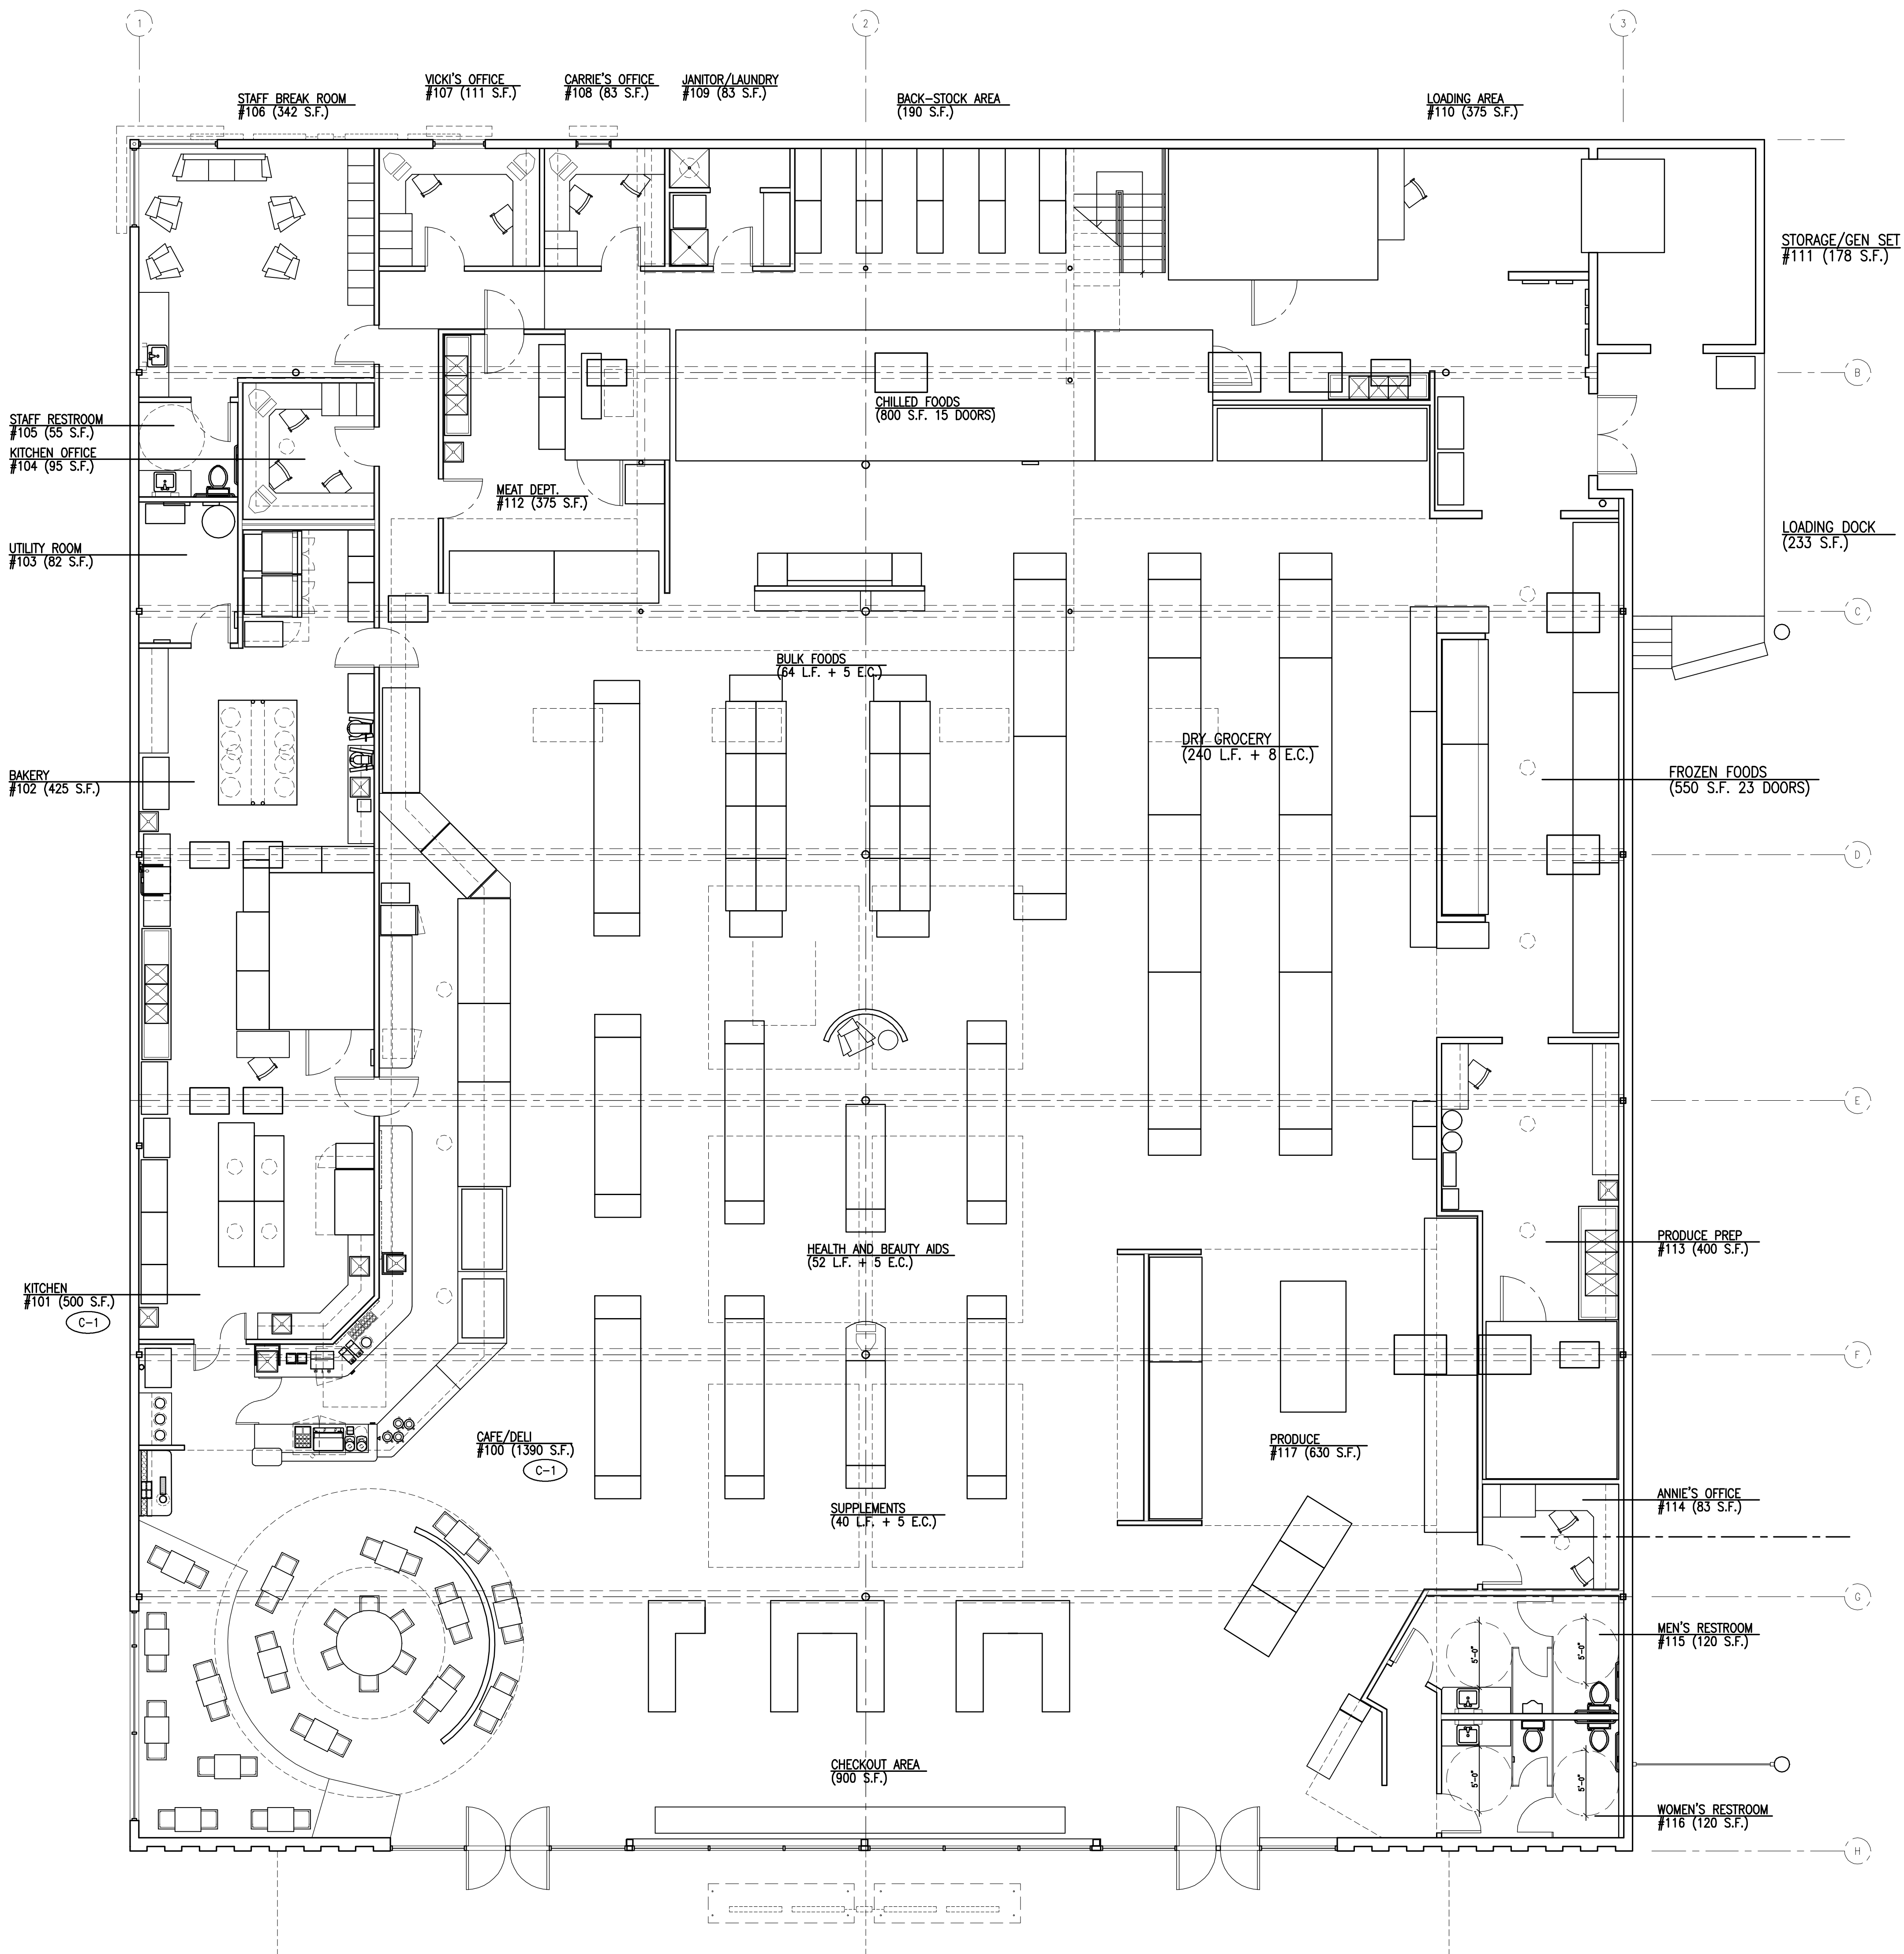 1
2
3
STAFF BREAK ROOM
#106 (342 S.F.)
VICKI'S OFFICE
#107 (111 S.F.)
CARRIE'S OFFICE
#108 (83 S.F.)
JANITOR/LAUNDRY
#109 (83 S.F.)
BACK-STOCK AREA
(190 S.F.)
LOADING AREA
#110 (375 S.F.)
STORAGE/GEN SET
#111 (178 S.F.)
B
CHILLED FOODS
(800 S.F. 15 DOORS)
STAFF RESTROOM
#105 (55 S.F.)
KITCHEN OFFICE
#104 (95 S.F.)
MEAT DEPT.
#112 (375 S.F.)
UTILITY ROOM
#103 (82 S.F.)
LOADING DOCK
(233 S.F.)
C
BULK FOODS
(64 L.F. + 5 E.C.)
DRY GROCERY
(240 L.F. + 8 E.C.)
BAKERY
#102 (425 S.F.)
FROZEN FOODS
(550 S.F. 23 DOORS)
D
E
HEALTH AND BEAUTY AIDS
(52 L.F. + 5 E.C.)
PRODUCE PREP
#113 (400 S.F.)
KITCHEN
#101 (500 S.F.)
C-1
F
CAFE/DELI
#100 (1390 S.F.)
C-1
PRODUCE
#117 (630 S.F.)
SUPPLEMENTS
(40 L.F. + 5 E.C.)
ANNIE'S OFFICE
#114 (83 S.F.)
G
MEN'S RESTROOM
#115 (120 S.F.)
5'-0"
5'-0"
CHECKOUT AREA
(900 S.F.)
5'-0"
5'-0"
WOMEN'S RESTROOM
#116 (120 S.F.)
H